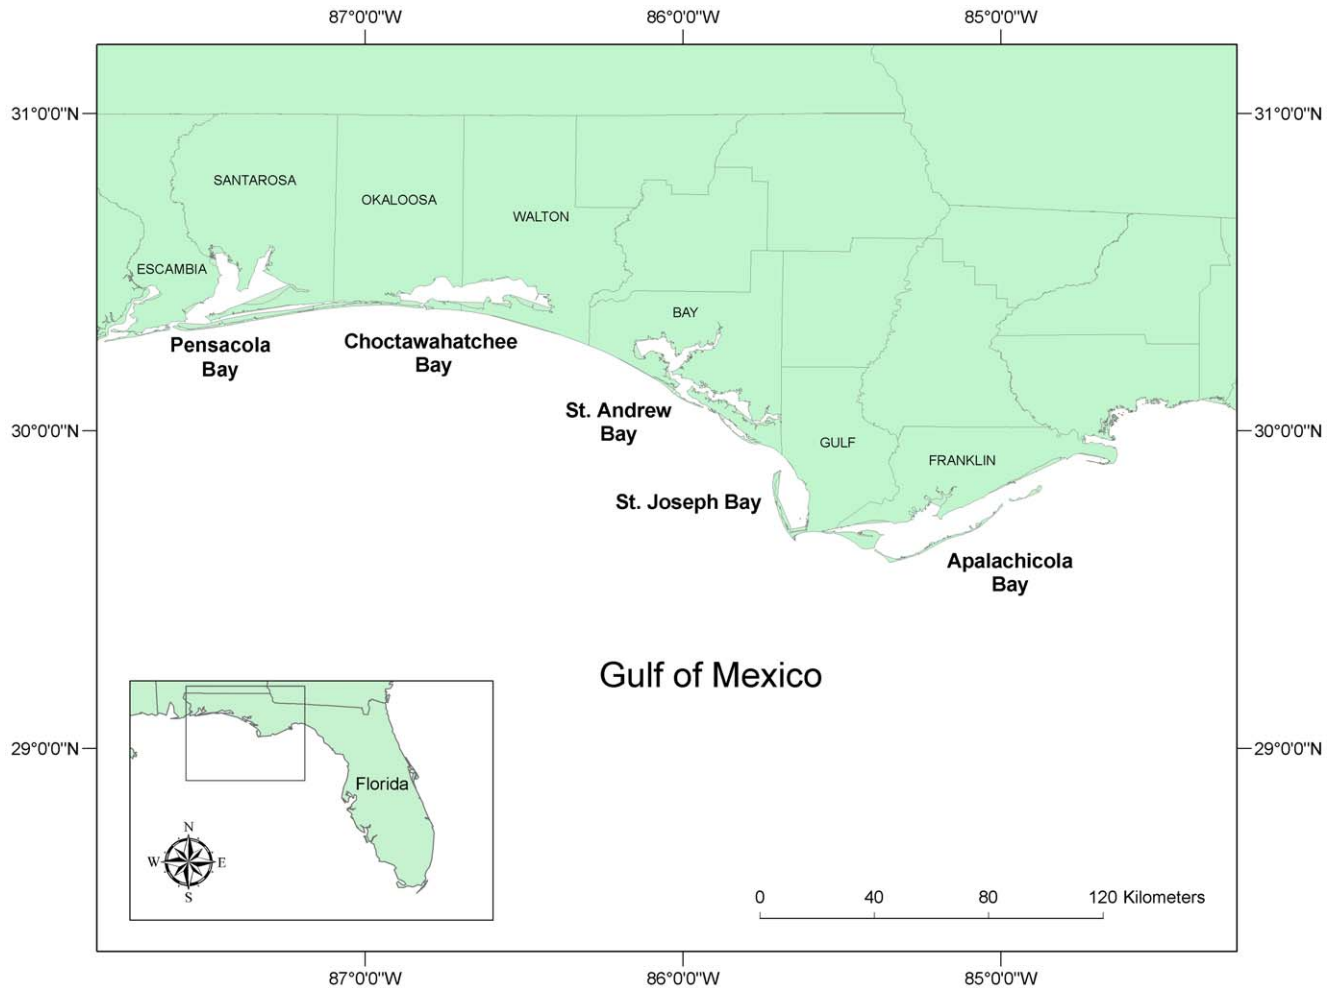 87°0'0"W
86°0'0"W
85°0'0"W
31°0'0"N
31°0'0"N
SANTAROSA
OKALOOSA
WALTON
ESCAMBIA
BAY
Pensacola
Bay
Choctawahatchee
Bay
St. Andrew
Bay
30°0'0"N
30°0'0"N
GULF
FRANKLIN
St. Joseph Bay
Apalachicola
Bay
Gulf of Mexico
29°0'0"N
29°0'0"N
Florida
N
W
E
S
0
40
80
120 Kilometers
87°0'0"W
86°0'0"W
85°0'0"W